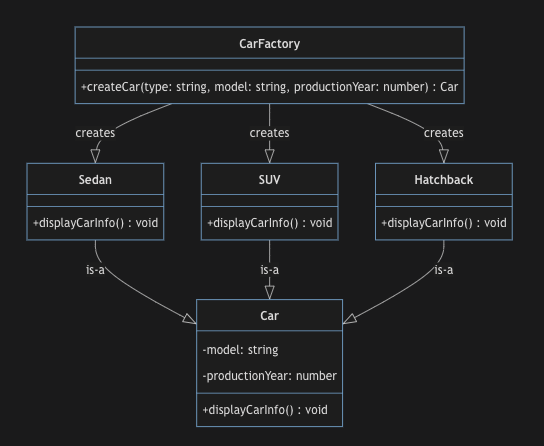 CarFactory
+createCar(type: string, model: string, productionYear: number) : Car
creates
creates
creates
Sedan
SUV
Hatchback
+displayCarInfo() : void
+displayCarInfo() : void
+displayCarInfo() : void
is-a
is-a
is-a
Car
-model: string
-productionYear: number
+displayCarInfo() : void